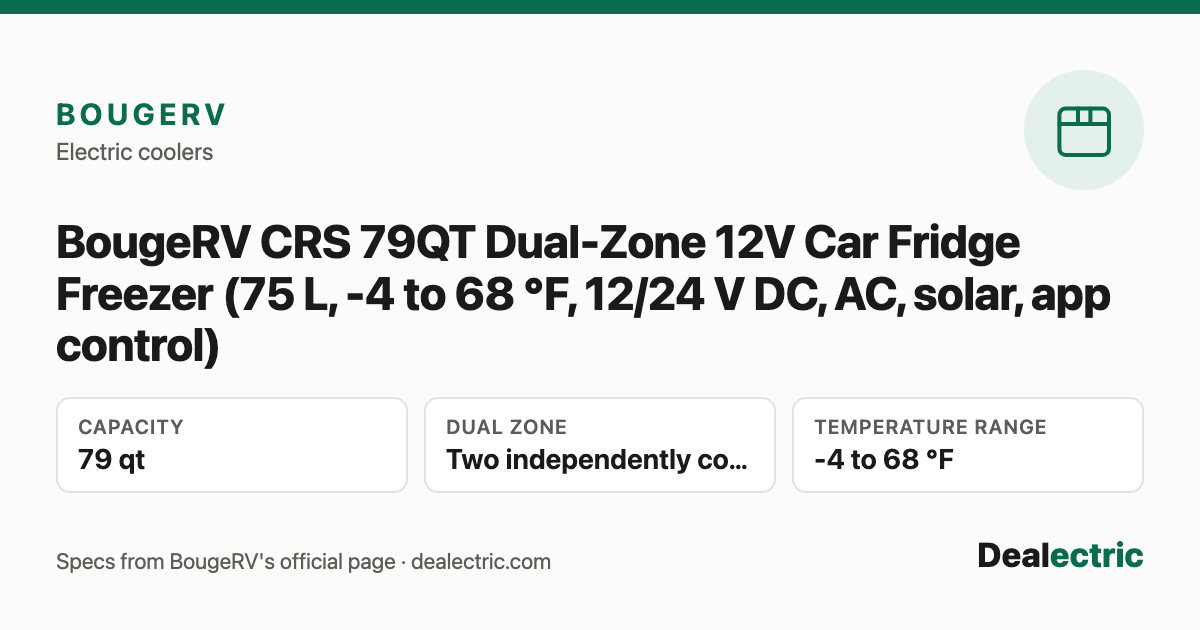 BOUGERV
Electric coolers
BougeRV CRS 79QT Dual-Zone 12V Car Fridge
Freezer (75 L, -4 to 68 °F, 12/24 V DC, AC, solar, app
control)
CAPACITY
79 qt
DUAL ZONE
Two independently co...
TEMPERATURE RANGE
-4 to 68 °F
Specs from BougeRV's official page · dealectric.com
Dealectric